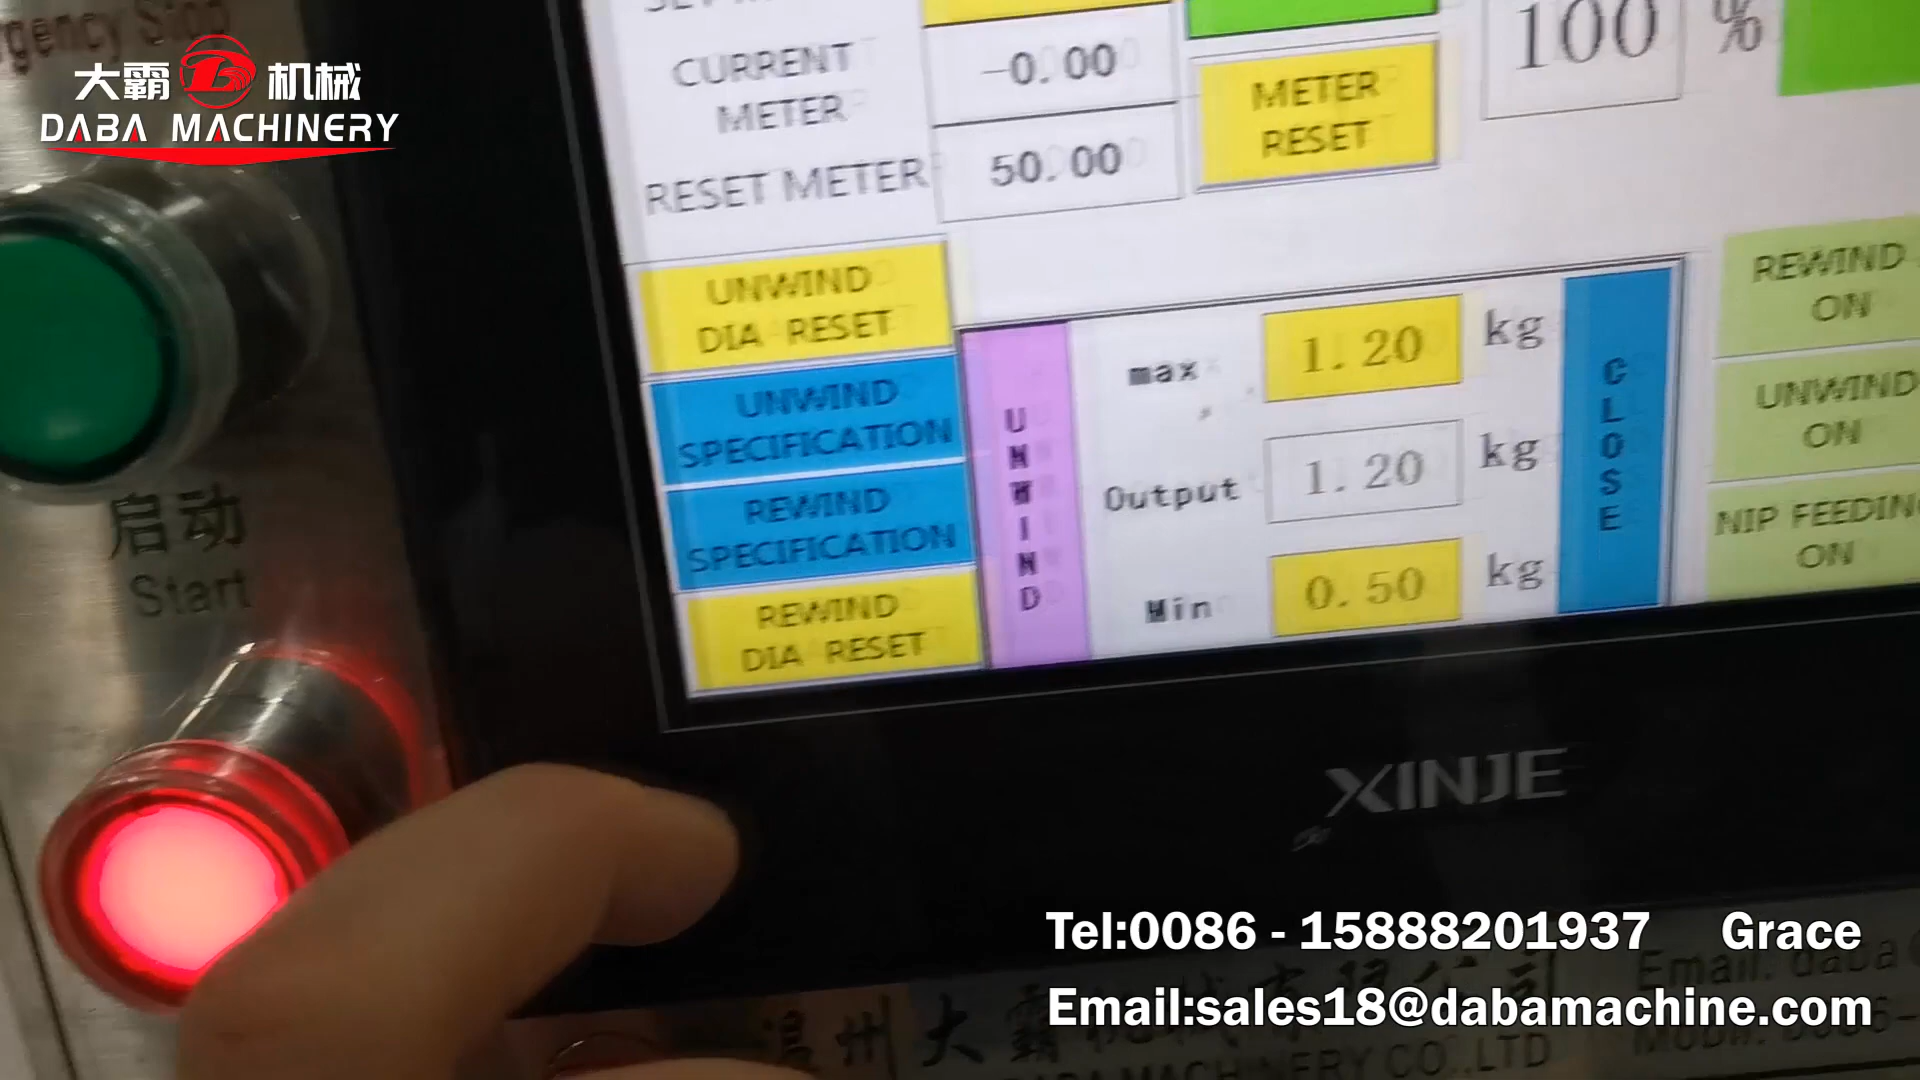 大霸 机械
DABA MACHINERY
CURRENT
METER
-0.00
METER
RESET
100 %
RESET METER
50.00
UNWIND
DIA RESET
UNWIND
SPECIFICATION
REWIND
SPECIFICATION
REWIND
DIA RESET
UNWIND
max 1.20 kg
Output 1.20 kg
Min 0.50 kg
CLOSE
REWIND
ON
UNWIND
ON
NIP FEEDING
ON
启动
Start
XINJE
Tel:0086 - 15888201937 Grace
Email:sales18@dabamachine.com